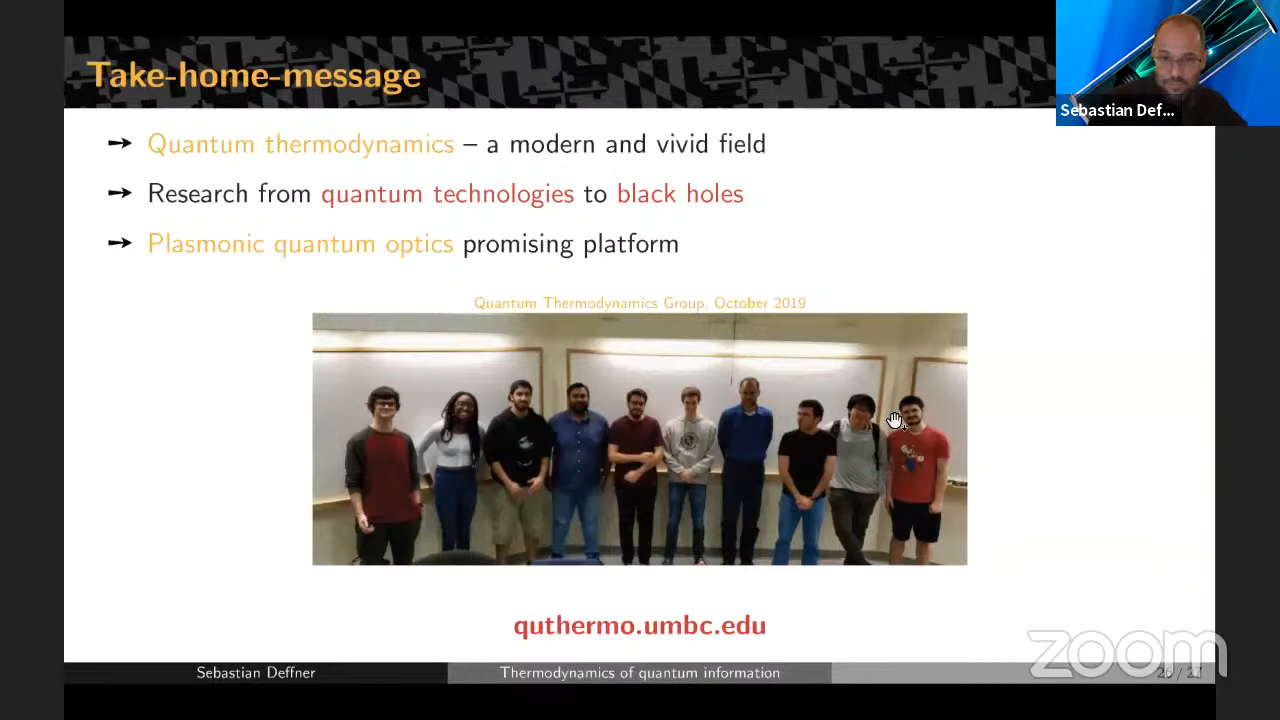 Take-home-message
Sebastian Def...
➙ Quantum thermodynamics – a modern and vivid field
➙ Research from quantum technologies to black holes
➙ Plasmonic quantum optics promising platform
Quantum Thermodynamics Group, October 2019
quthermo.umbc.edu
zoom
Sebastian Deffner
Thermodynamics of quantum information
26 / 27